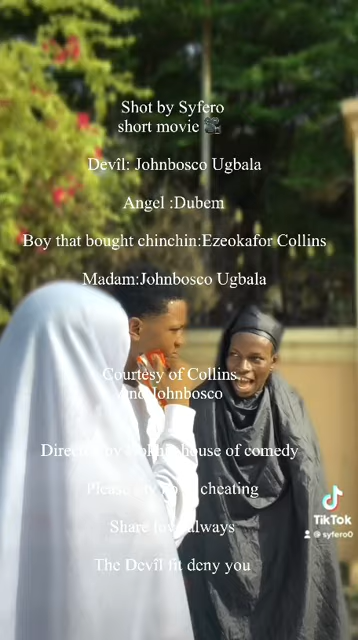 Shot by Syfero
short movie 🎥
Devîl: Johnbosco Ugbala
Angel :Dubem
Boy that bought chinchin:Ezeokafor Collins
Madam:Johnbosco Ugbala
Courtesy of Collins
and Johnbosco
Directed by house of comedy
Please cheating
Share love always
The Devîl fit deny you
TikTok
@ syfero0